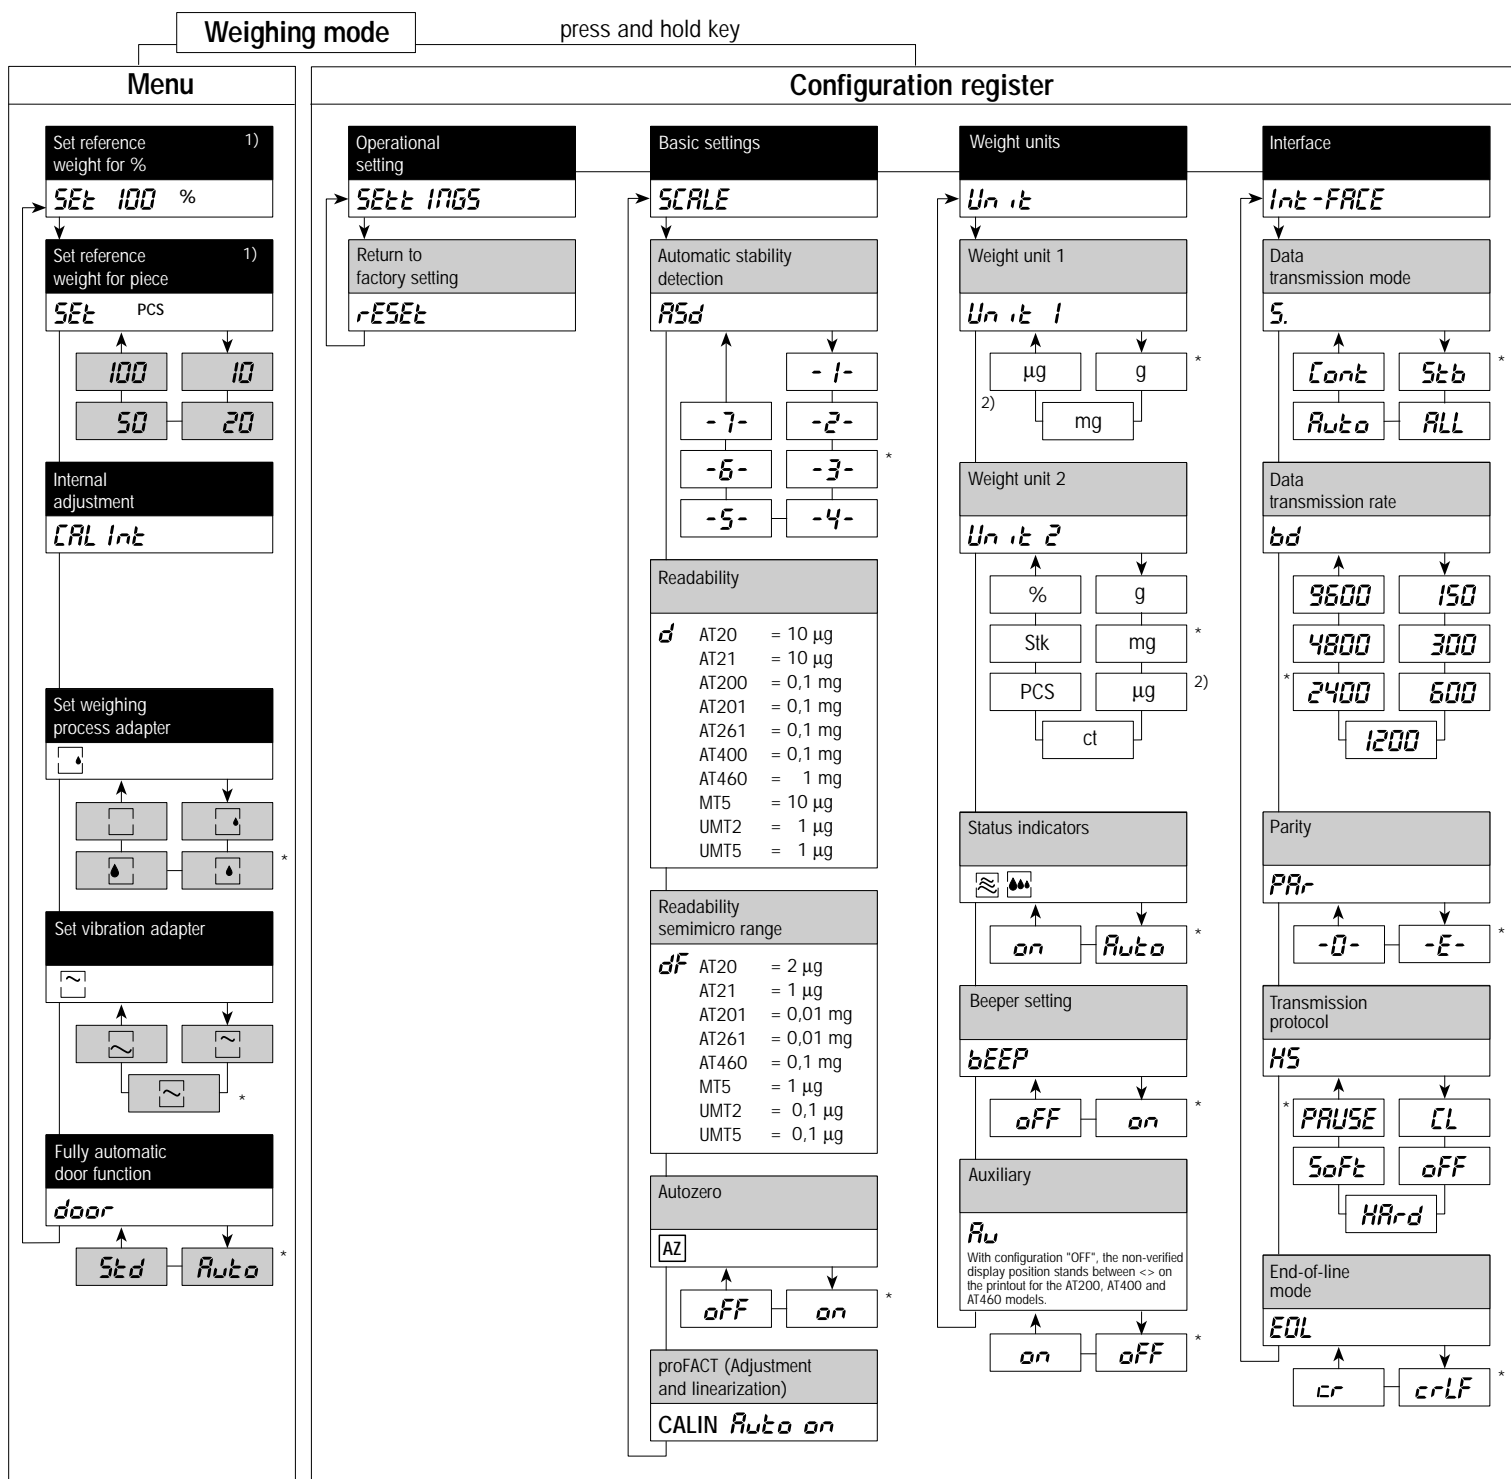 Weighing mode
press and hold key
Menu
Set reference
weight for %
1)
SEt 100 %
Set reference
weight for piece
1)
SEt PCS
100
10
50
20
Internal
adjustment
CAL Int
Set weighing
process adapter
*
Set vibration adapter
~
~
~
~
*
Fully automatic
door function
door
Std
Auto
*
Configuration register
Operational
setting
SEtt INGS
Return to
factory setting
rESEt
Basic settings
SCALE
Automatic stability
detection
ASd
-1-
-7-
-2-
-6-
-3-
*
-5-
-4-
Readability
d AT20 = 10 µg
AT21 = 10 µg
AT200 = 0,1 mg
AT201 = 0,1 mg
AT261 = 0,1 mg
AT400 = 0,1 mg
AT460 = 1 mg
MT5 = 10 µg
UMT2 = 1 µg
UMT5 = 1 µg
Readability
semimicro range
dF AT20 = 2 µg
AT21 = 1 µg
AT201 = 0,01 mg
AT261 = 0,01 mg
AT460 = 0,1 mg
MT5 = 1 µg
UMT2 = 0,1 µg
UMT5 = 0,1 µg
Autozero
AZ
oFF
on
*
proFACT (Adjustment
and linearization)
CALIN Auto on
Weight units
Unit
Weight unit 1
Unit 1
µg
g
*
2)
mg
Weight unit 2
Unit 2
%
g
Stk
mg
*
PCS
µg
2)
ct
Status indicators
on
Auto
*
Beeper setting
bEEP
oFF
on
*
Auxiliary
Au
With configuration "OFF", the non-verified
display position stands between <> on
the printout for the AT200, AT400 and
AT460 models.
on
oFF
*
Interface
Int-FACE
Data
transmission mode
S.
Cont
Stb
*
Auto
ALL
Data
transmission rate
bd
9600
150
4800
300
*
2400
600
1200
Parity
PAr
-O-
-E-
*
Transmission
protocol
HS
*
PAUSE
CL
SoFt
oFF
HArd
End-of-line
mode
EOL
cr
crLF
*